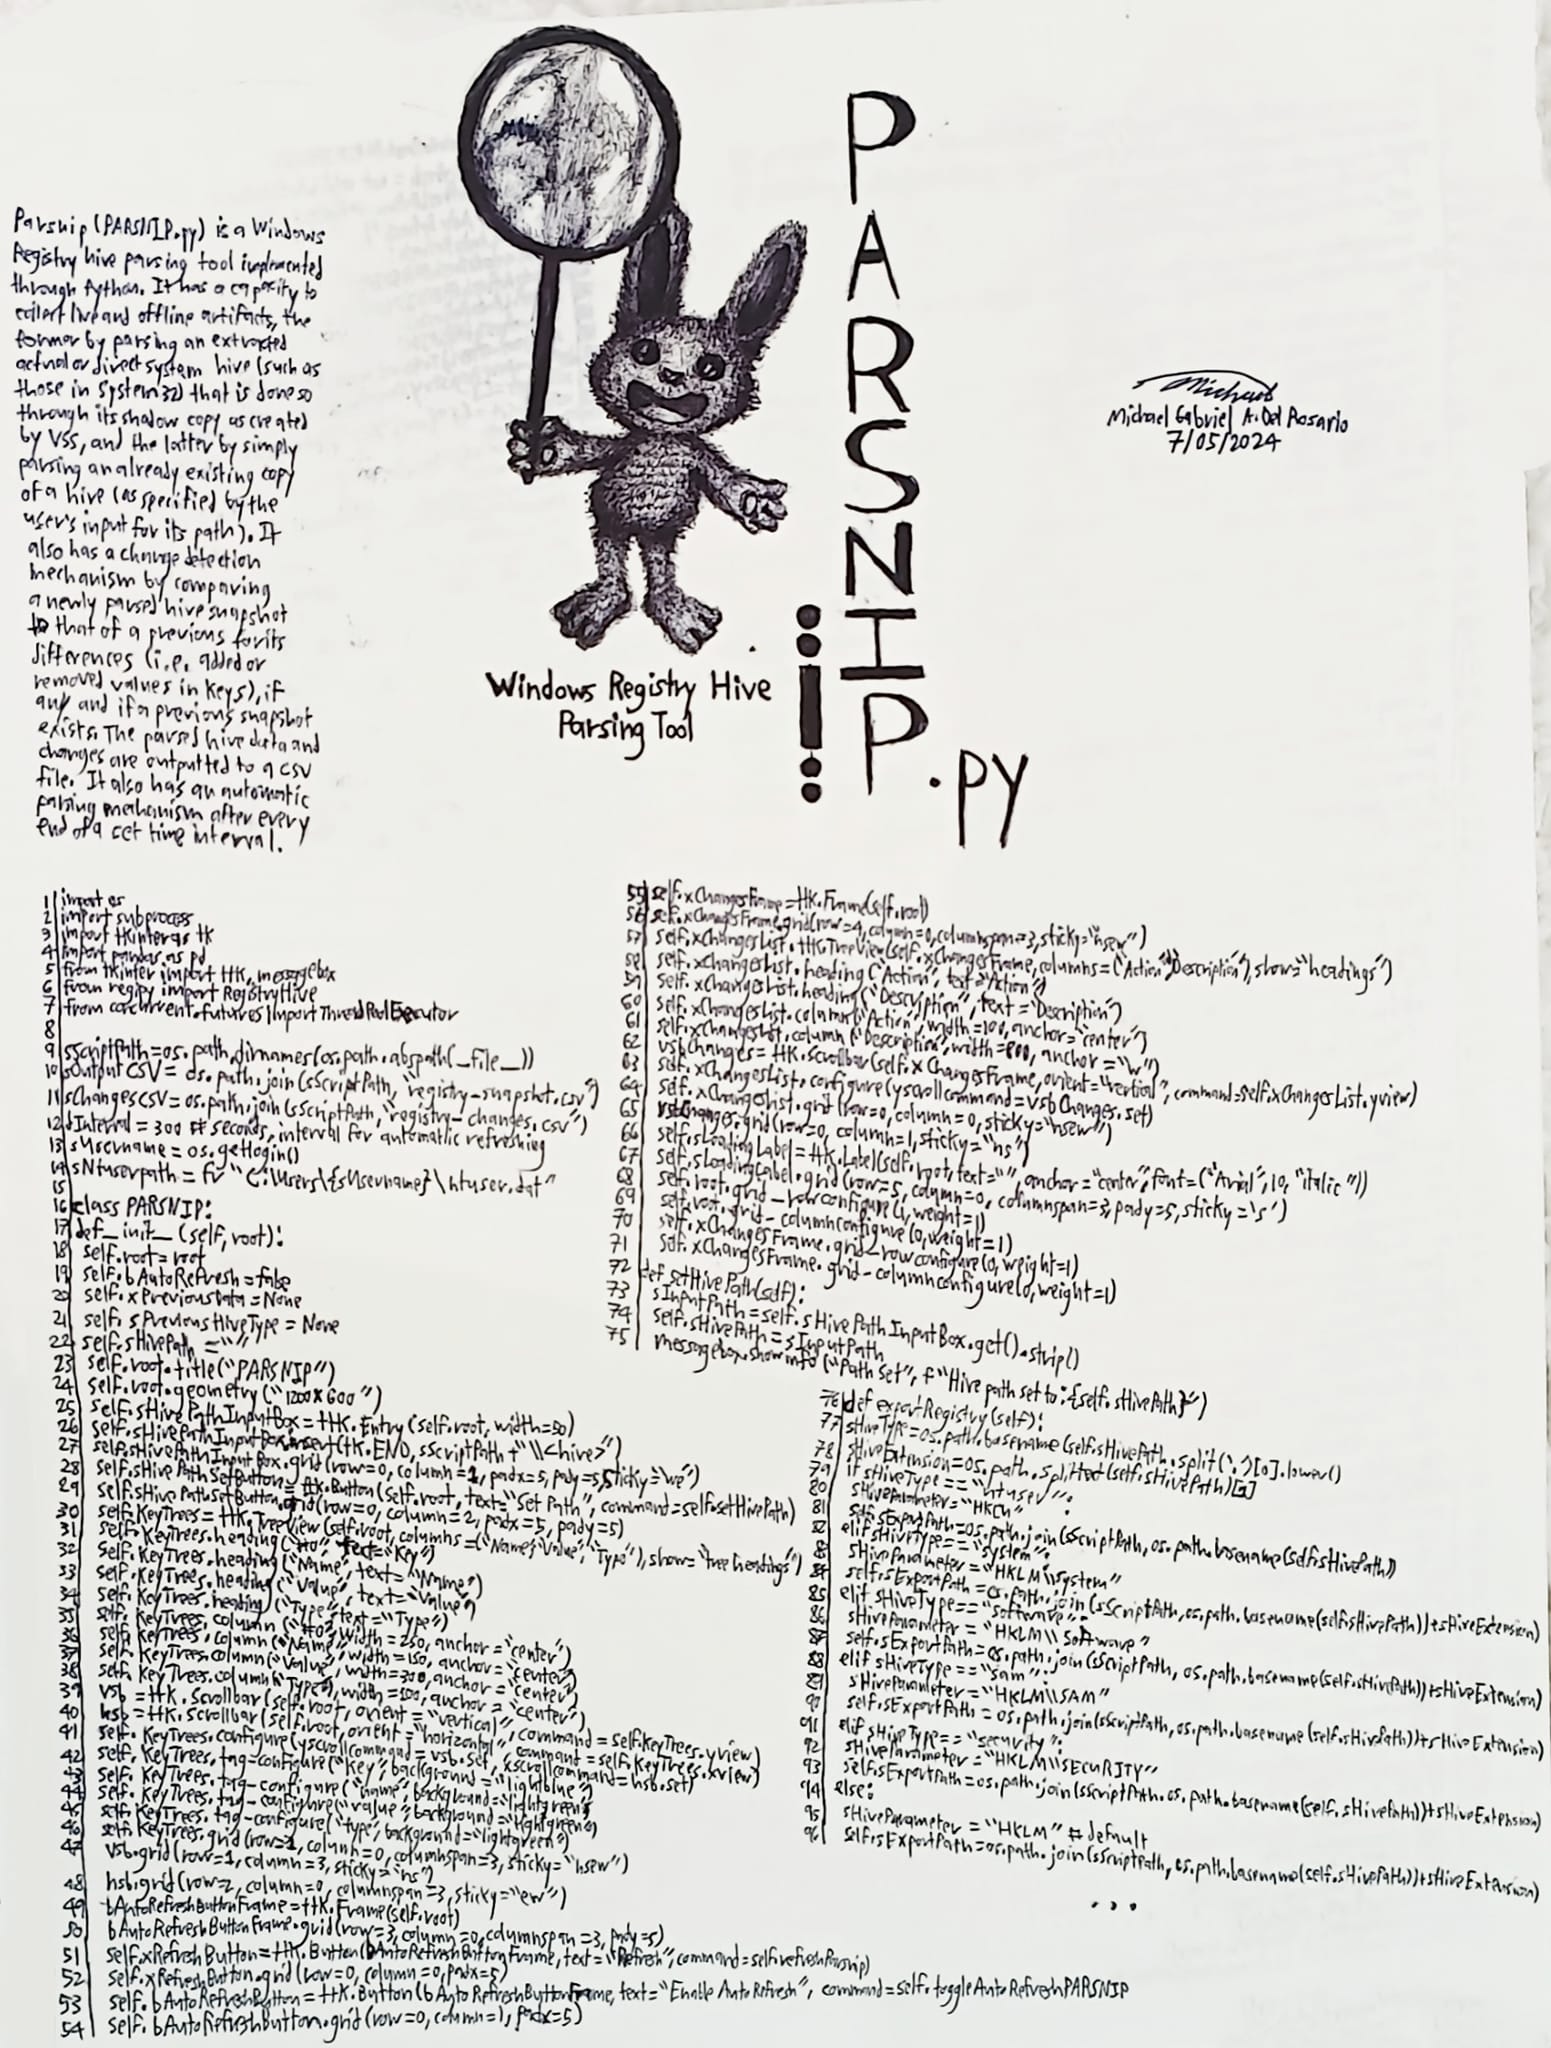 P
A
R
S
N
I
P.py
Windows Registry Hive
Parsing Tool
Michael
Michael Gabriel A. Del Rosario
7/05/2024
Parsnip (PARSNIP.py) is a Windows
Registry hive parsing tool implemented
through Python. It has a capacity to
collect live and offline artifacts, the
former by parsing an extracted
actual or direct system hive (such as
those in System32) that is done so
through its shadow copy as created
by VSS, and the latter by simply
parsing an already existing copy
of a hive (as specified by the
user's input for its path). It
also has a change detection
mechanism by comparing
a newly parsed hive snapshot
to that of a previous for its
differences (i.e. added or
removed values in keys), if
any and if a previous snapshot
exists. The parsed hive data and
changes are outputted to a CSV
file. It also has an automatic
parsing mechanism after every
end of a set time interval.
1 import os
2 import subprocess
3 import tkinter as tk
4 import pandas as pd
5 from tkinter import ttk, messagebox
6 from regipy import RegistryHive
7 from concurrent.futures import ThreadPoolExecutor
8
9 sScriptPath=os.path.dirnames(os.path.abspath(__file__))
10 sOutputCSV = os.path.join(sScriptPath, "registry-snapshot.csv")
11 sChangesCSV=os.path.join(sScriptPath, "registry-changes.csv")
12 dInterval = 300 # seconds, interval for automatic refreshing
13 sUsername = os.getlogin()
14 sNtuserpath = fr "C:\Users\{sUsername}\ntuser.dat"
15
16 class PARSNIP:
17 def__init__(self, root):
18 self.root=root
19 self.bAutoRefresh=false
20 self.xPreviousData=None
21 self.sPreviousHiveType = None
22 self.sHivePath =""
23 self.root.title("PARSNIP")
24 self.root.geometry("1200x600")
25 self.sHivePathInputBox=ttk.Entry(self.root, width=50)
26 self.sHivePathInputBox.insert(tk.END, sScriptPath+"\\<hive>")
27 self.sHivePathInputBox.grid(row=0, column=1, padx=5, pady=5, sticky="we")
28 self.sHivePathSetButton= ttk.Button(self.root, text="Set Path", command=self.setHivePath)
29 self.sHivePathSetButton.grid(row=0, column=2, padx=5, pady=5)
30 self.KeyTrees=ttk.TreeView(self.root, columns=("Name","Value","Type"), show="tree headings")
31 self.KeyTrees.heading("#0", text="Key")
32 self.KeyTrees.heading("Name", text="Name")
33 self.KeyTrees.heading("Value", text="Value")
34 self.KeyTrees.heading("Type", text="Type")
35 self.KeyTrees.column("#0", width=250, anchor="center")
36 self.KeyTrees.column("Name", width=150, anchor="center")
37 self.KeyTrees.column("Value", width=300, anchor="center")
38 self.KeyTrees.column("Type"), width=100, anchor="center")
39 vsb =ttk.Scrollbar(self.root, orient="vertical", command=self.KeyTrees.yview)
40 hsb =ttk.Scrollbar(self.root, orient="horizontal", command=self.KeyTrees.xview)
41 self.KeyTrees.configure(yscrollcommand=vsb.set, xscrollcommand=hsb.set)
42 self.KeyTrees.tag-configure("Key", background="lightblue")
43 self.KeyTrees.tag-configure("name", background="lightgreen")
44 self.KeyTrees.tag-configure("value", background="lightgreen")
45 self.KeyTrees.tag-configure("type", background="lightgreen")
46 self.KeyTrees.grid(row=1, column=0, columnspan=3, sticky="nsew")
47 vsb.grid(row=1, column=3, sticky="ns")
48 hsb.grid(row=2, column=0, columnspan=3, sticky="ew")
49 bAutoRefreshButtonFrame=ttk.Frame(self.root)
50 bAutoRefreshButtonFrame.grid(row=3, column=0, columnspan=3, pady=5)
51 self.xRefreshButton=ttk.Button(bAutoRefreshButtonFrame, text="Refresh", command=self.refreshParsnip)
52 self.xRefreshButton.grid(row=0, column=0, padx=5)
53 self.bAutoRefreshButton=ttk.Button(bAutoRefreshButtonFrame, text="Enable AutoRefresh", command=self.toggleAutoRefreshPARSNIP
54 self.bAutoRefreshButton.grid(row=0, column=1, padx=5)
55 self.xChangesFrame=ttk.Frame(self.root)
56 self.xChangesFrame.grid(row=4, column=0, columnspan=3, sticky="nsew")
57 self.xChangesList.ttk.TreeView(self.xChangesFrame, columns=("Action","Description"), show="headings")
58 self.xChangesList.heading("Action", text="Action")
59 self.xChangesList.heading("Description", text="Description")
60 self.xChangesList.column("Action", width=100, anchor="center")
61 self.xChangesList.column("Description", width=800, anchor="w")
62 vsbChanges= ttk.Scrollbar(self.xChangesFrame, orient="vertical", command=self.xChangesList.yview)
63 self.xChangesList.configure(yscrollcommand=vsbChanges.set)
64 self.xChangesList.grid(row=0, column=0, sticky="nsew")
65 vsbChanges.grid(row=0, column=1, sticky="ns")
66 self.sLoadingLabel=ttk.Label(self.root, text="", anchor="center", font=("Arial", 10, "italic"))
67 self.sLoadingLabel.grid(row=5, column=0, columnspan=3, pady=5, sticky='s')
68 self.root.grid-rowconfigure(1, weight=1)
69 self.root.grid-columnconfigure(0, weight=1)
70 self.xChangesFrame.grid-rowconfigure(0, weight=1)
71 self.xChangesFrame.grid-columnconfigure(0, weight=1)
72 def setHivePath(self):
73 sInputPath=self.sHivePathInputBox.get().strip()
74 self.sHivePath=sInputPath
75 messagebox.showinfo("Path Set", f"Hive path set to: {self.sHivePath}")
76 def exportRegistry(self):
77 sHiveType=os.path.basename(self.sHivePath.split('.')[0].lower()
78 sHiveExtension=os.path.splitted(self.sHivePath)[1]
79 if sHiveType == "ntuser":
80 sHiveParameter="HKCU"
81 self.sExportPath=os.path.join(sScriptPath, os.path.basename(self.sHivePath))
82 elif sHiveType== "system":
83 sHiveParameter="HKLM\\System"
84 self.sExportPath=os.path.join(sScriptPath, os.path.basename(self.sHivePath))+sHiveExtension)
85 elif sHiveType== "software":
86 sHiveParameter = "HKLM\\Software"
87 self.sExportPath=os.path.join(sScriptPath, os.path.basename(self.sHivePath))+sHiveExtension)
88 elif sHiveType=="sam":
89 sHiveParameter="HKLM\\SAM"
90 self.sExportPath = os.path.join(sScriptPath, os.path.basename(self.sHivePath))+sHiveExtension)
91 elif sHiveType=="security":
92 sHiveParameter="HKLM\\SECURITY"
93 self.sExportPath=os.path.join(sScriptPath.os.path.basename(self.sHivePath))+sHiveExtension)
94 else:
95 sHiveParameter = "HKLM" # default
96 self.sExportPath=os.path.join(sScriptPath, os.path.basename(self.sHivePath))+sHiveExtension)
...